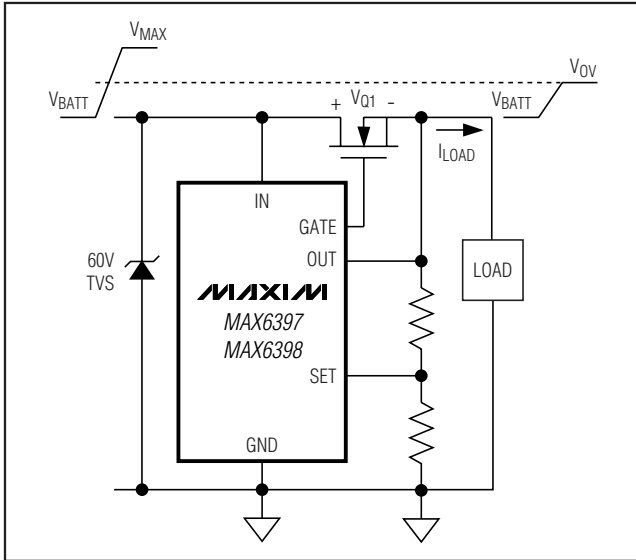 VMAX
VOV
VBATT
+ VQ1 -
VBATT
ILOAD
IN
GATE
60V
TVS
OUT
LOAD
MAXIM
MAX6397
MAX6398
SET
GND